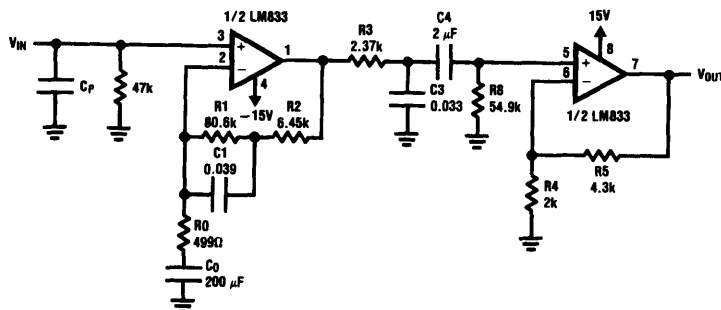 1/2 LM833
VIN
3
2
1
4
-15V
CP
47k
R1
80.6k
R2
6.45k
C1
0.039
R0
499Ω
C0
200 μF
R3
2.37k
C4
2 μF
C3
0.033
R8
54.9k
15V
8
5
6
7
VOUT
1/2 LM833
R4
2k
R5
4.3k